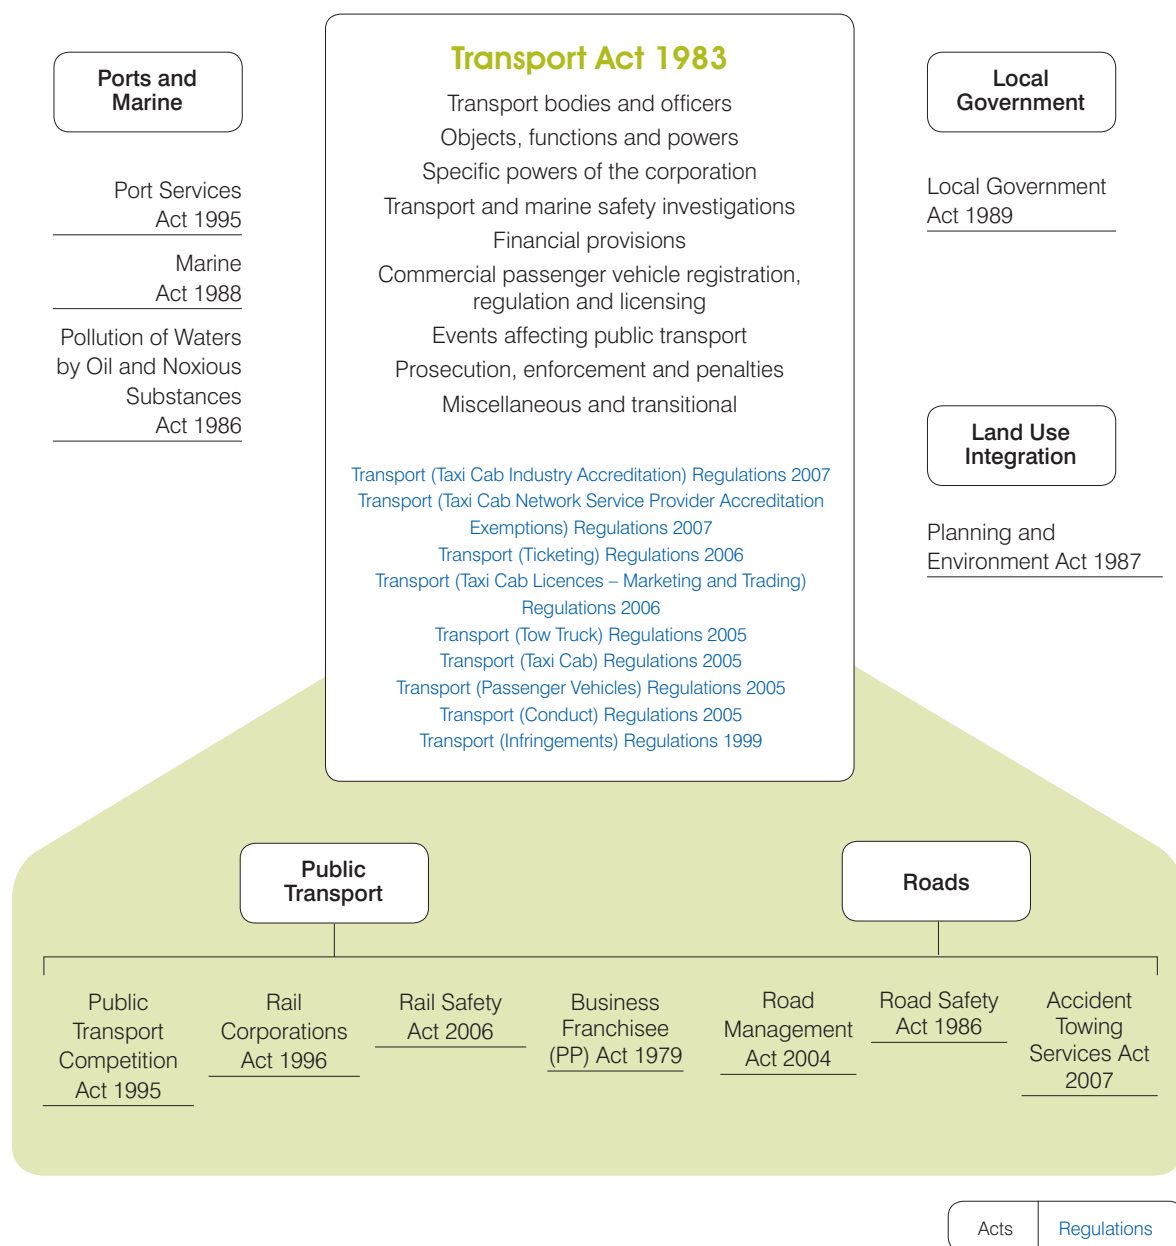 Transport Act 1983
Transport bodies and officers
Objects, functions and powers
Specific powers of the corporation
Transport and marine safety investigations
Financial provisions
Commercial passenger vehicle registration,
regulation and licensing
Events affecting public transport
Prosecution, enforcement and penalties
Miscellaneous and transitional
Transport (Taxi Cab Industry Accreditation) Regulations 2007
Transport (Taxi Cab Network Service Provider Accreditation
Exemptions) Regulations 2007
Transport (Ticketing) Regulations 2006
Transport (Taxi Cab Licences – Marketing and Trading)
Regulations 2006
Transport (Tow Truck) Regulations 2005
Transport (Taxi Cab) Regulations 2005
Transport (Passenger Vehicles) Regulations 2005
Transport (Conduct) Regulations 2005
Transport (Infringements) Regulations 1999
Ports and
Marine
Port Services
Act 1995
Marine
Act 1988
Pollution of Waters
by Oil and Noxious
Substances
Act 1986
Local
Government
Local Government
Act 1989
Land Use
Integration
Planning and
Environment Act 1987
Public
Transport
Roads
Public
Transport
Competition
Act 1995
Rail
Corporations
Act 1996
Rail Safety
Act 2006
Business
Franchisee
(PP) Act 1979
Road
Management
Act 2004
Road Safety
Act 1986
Accident
Towing
Services Act
2007
Acts
Regulations